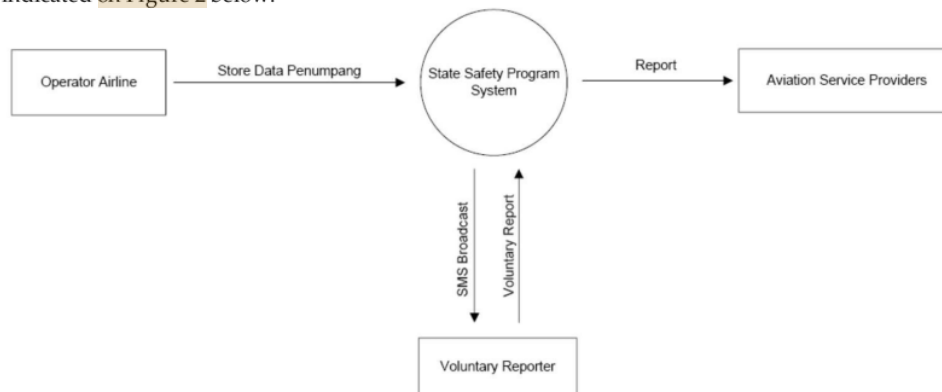 indicated on Figure 2 below.
Operator Airline
Store Data Penumpang
State Safety Program
System
Report
Aviation Service Providers
SMS Broadcast
Voluntary Report
Voluntary Reporter